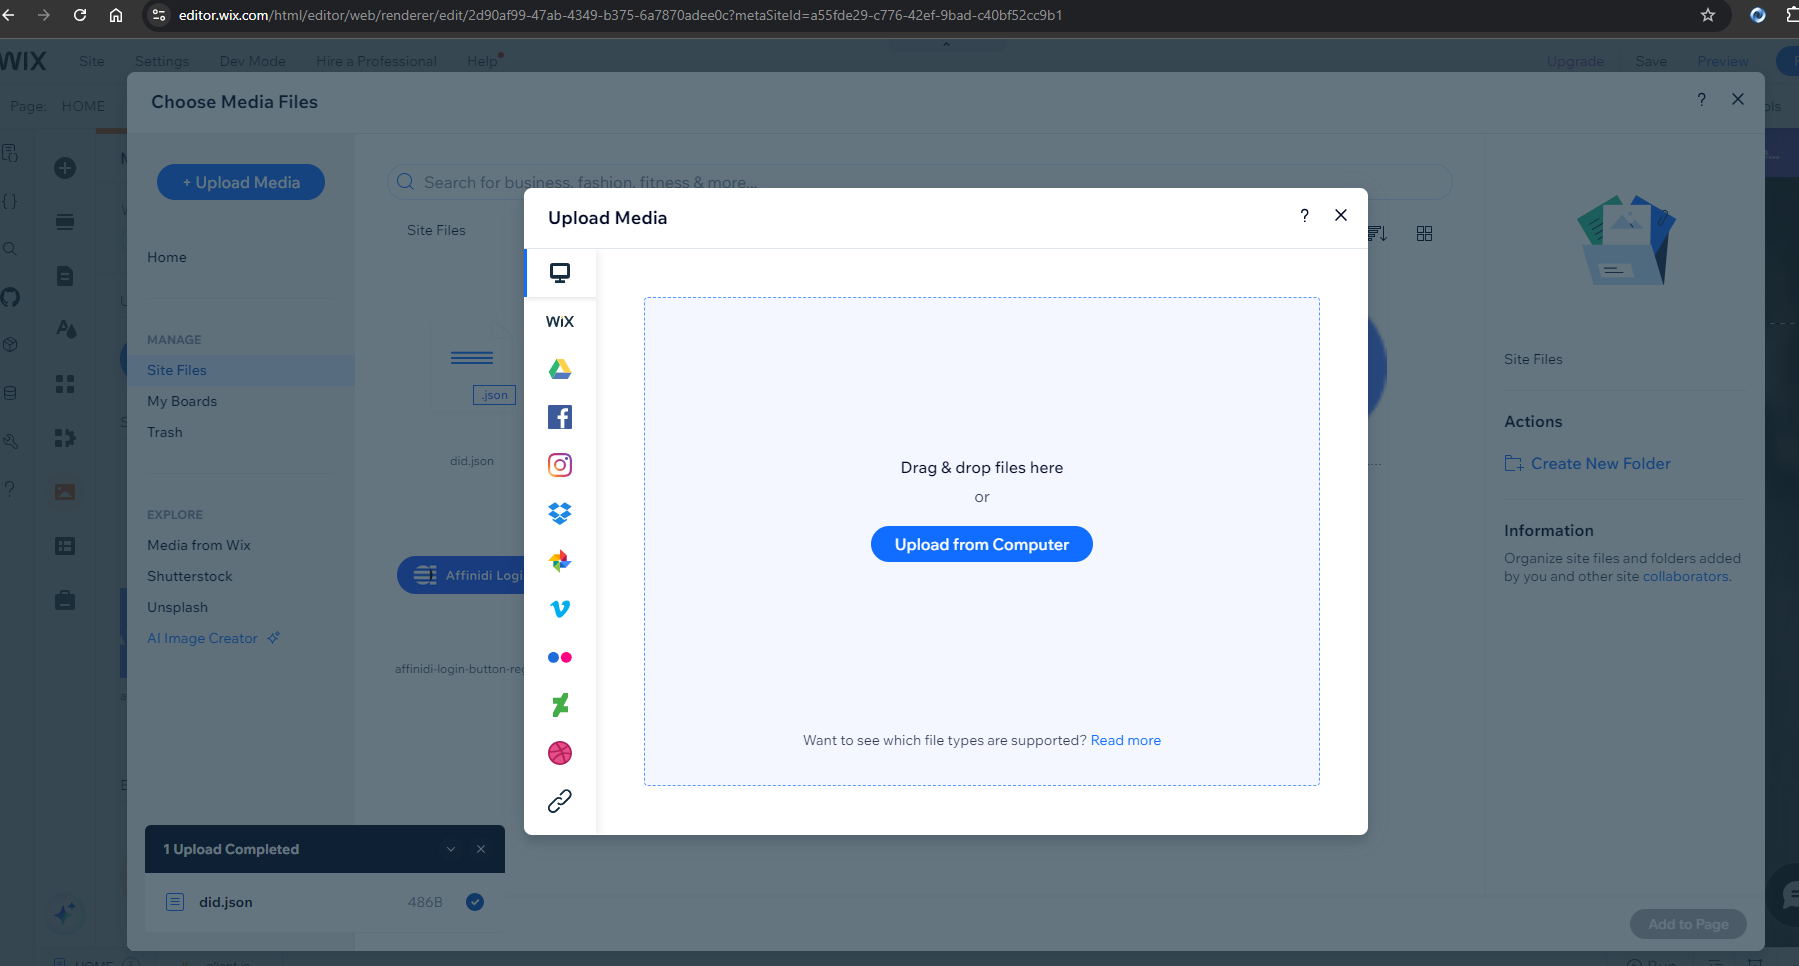 editor.wix.com/html/editor/web/renderer/edit/2d90af99-47ab-4349-b375-6a7870adee0c?metaSiteId=a55fde29-c776-42ef-9bad-c40bf52cc9b1
WIX Site Settings Dev Mode Hire a Professional Help Upgrade Save Preview
Page: HOME
Choose Media Files
?
+ Upload Media
Search for business, fashion, fitness & more...
Site Files
Home
MANAGE
Site Files
My Boards
Trash
EXPLORE
Media from Wix
Shutterstock
Unsplash
AI Image Creator
.json
did.json
Affinidi Logi
affinidi-login-button-re
Upload Media
?
WIX
Drag & drop files here
or
Upload from Computer
Want to see which file types are supported? Read more
Site Files
Actions
Create New Folder
Information
Organize site files and folders added
by you and other site collaborators.
1 Upload Completed
did.json 486B
Add to Page
HOME